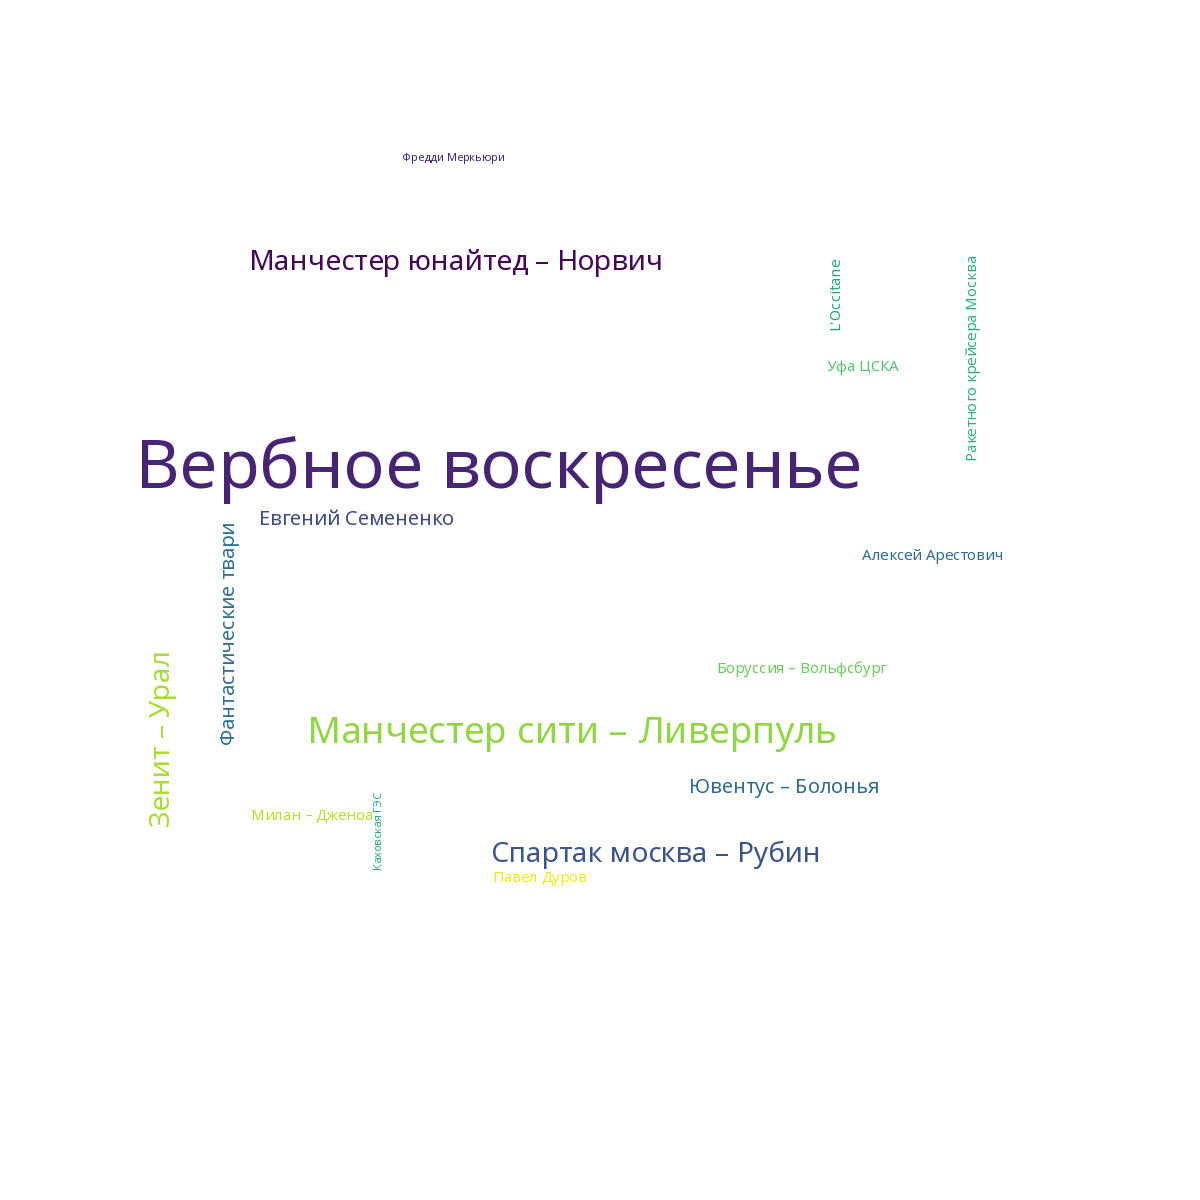 Фредди Меркьюри
Манчестер юнайтед – Норвич
L'Occitane
Ракетного крейсера Москва
Уфа ЦСКА
Вербное воскресенье
Евгений Семененко
Фантастические твари
Алексей Арестович
Зенит – Урал
Боруссия – Вольфсбург
Манчестер сити – Ливерпуль
Ювентус – Болонья
Милан – Дженоа
Каховская ГЭС
Спартак москва – Рубин
Павел Дуров